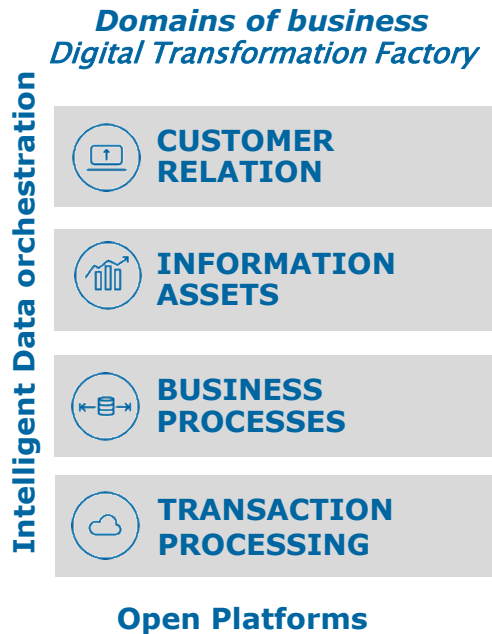 Domains of business
Digital Transformation Factory
Intelligent Data orchestration
CUSTOMER
RELATION
INFORMATION
ASSETS
BUSINESS
PROCESSES
TRANSACTION
PROCESSING
Open Platforms